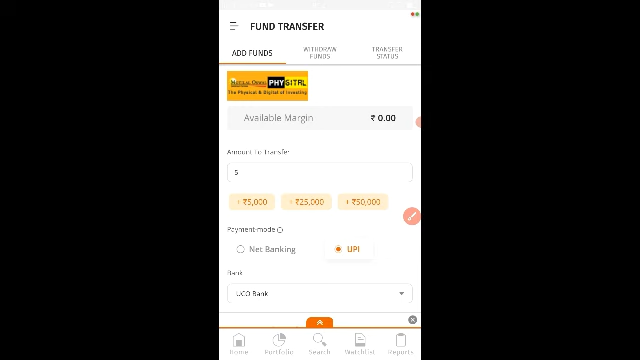 FUND TRANSFER
ADD FUNDS
WITHDRAW
FUNDS
TRANSFER
STATUS
PHYGITAL
The Physical & Digital of Investing
Available Margin ₹ 0.00
Amount To Transfer
5
+ ₹5,000 + ₹25,000 + ₹50,000
Payment-mode
Net Banking UPI
Bank
UCO Bank
Home Portfolio Search Watchlist Reports